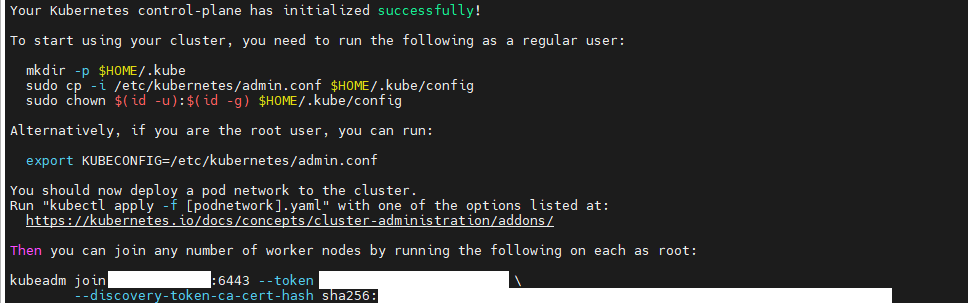 Your Kubernetes control-plane has initialized successfully!
To start using your cluster, you need to run the following as a regular user:
mkdir -p $HOME/.kube
sudo cp -i /etc/kubernetes/admin.conf $HOME/.kube/config
sudo chown $(id -u):$(id -g) $HOME/.kube/config
Alternatively, if you are the root user, you can run:
export KUBECONFIG=/etc/kubernetes/admin.conf
You should now deploy a pod network to the cluster.
Run "kubectl apply -f [podnetwork].yaml" with one of the options listed at:
https://kubernetes.io/docs/concepts/cluster-administration/addons/
Then you can join any number of worker nodes by running the following on each as root:
kubeadm join :6443 --token \
--discovery-token-ca-cert-hash sha256: